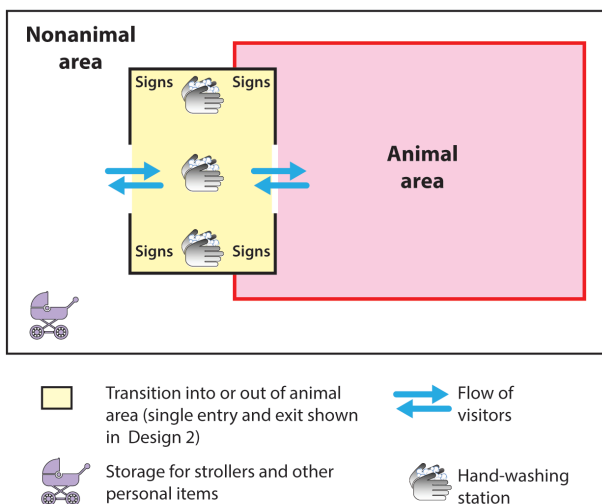 Nonanimal
area
Signs Signs
Animal
area
Signs Signs
Transition into or out of animal
area (single entry and exit shown
in Design 2)
Flow of
visitors
Storage for strollers and other
personal items
Hand-washing
station